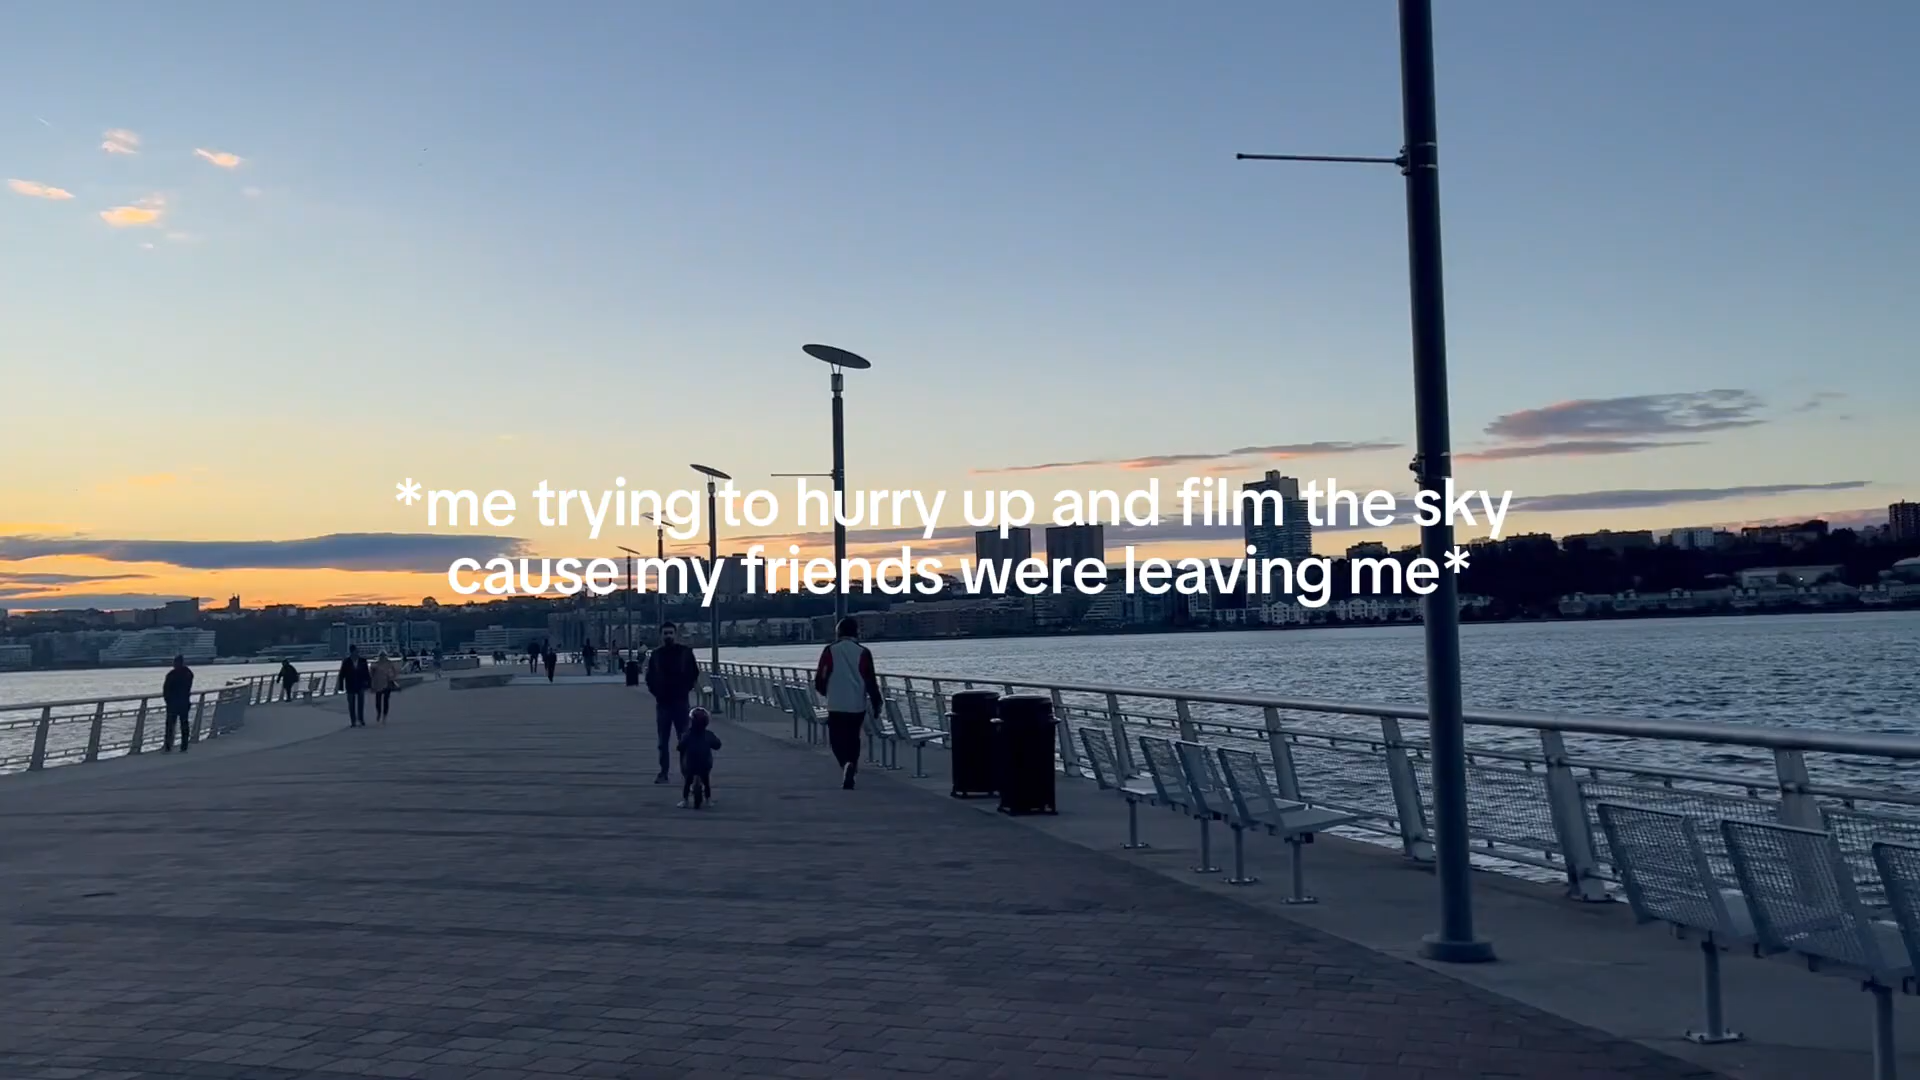 *me trying to hurry up and film the sky
cause my friends were leaving me*